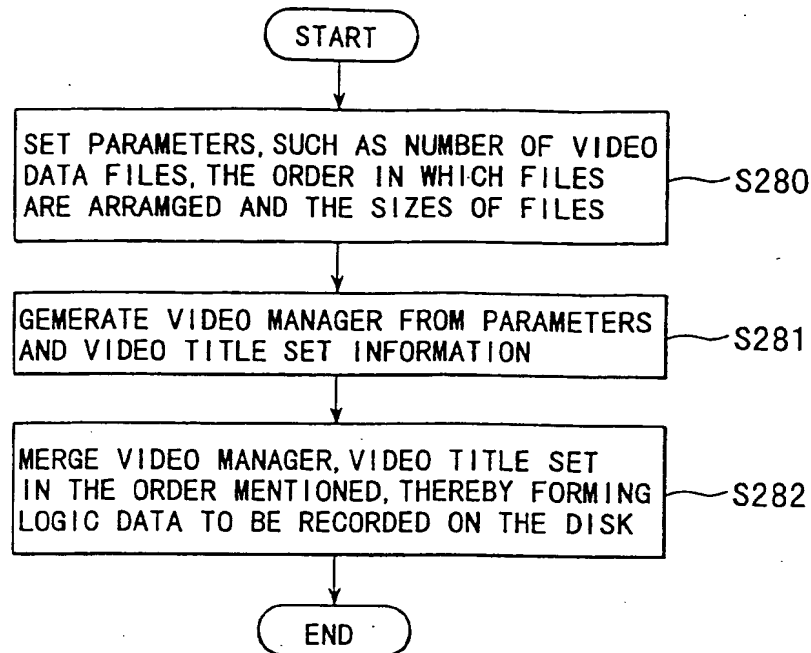 START
SET PARAMETERS, SUCH AS NUMBER OF VIDEO
DATA FILES, THE ORDER IN WHICH FILES
ARE ARRAMGED AND THE SIZES OF FILES
S280
GEMERATE VIDEO MANAGER FROM PARAMETERS
AND VIDEO TITLE SET INFORMATION
S281
MERGE VIDEO MANAGER, VIDEO TITLE SET
IN THE ORDER MENTIONED, THEREBY FORMING
LOGIC DATA TO BE RECORDED ON THE DISK
S282
END